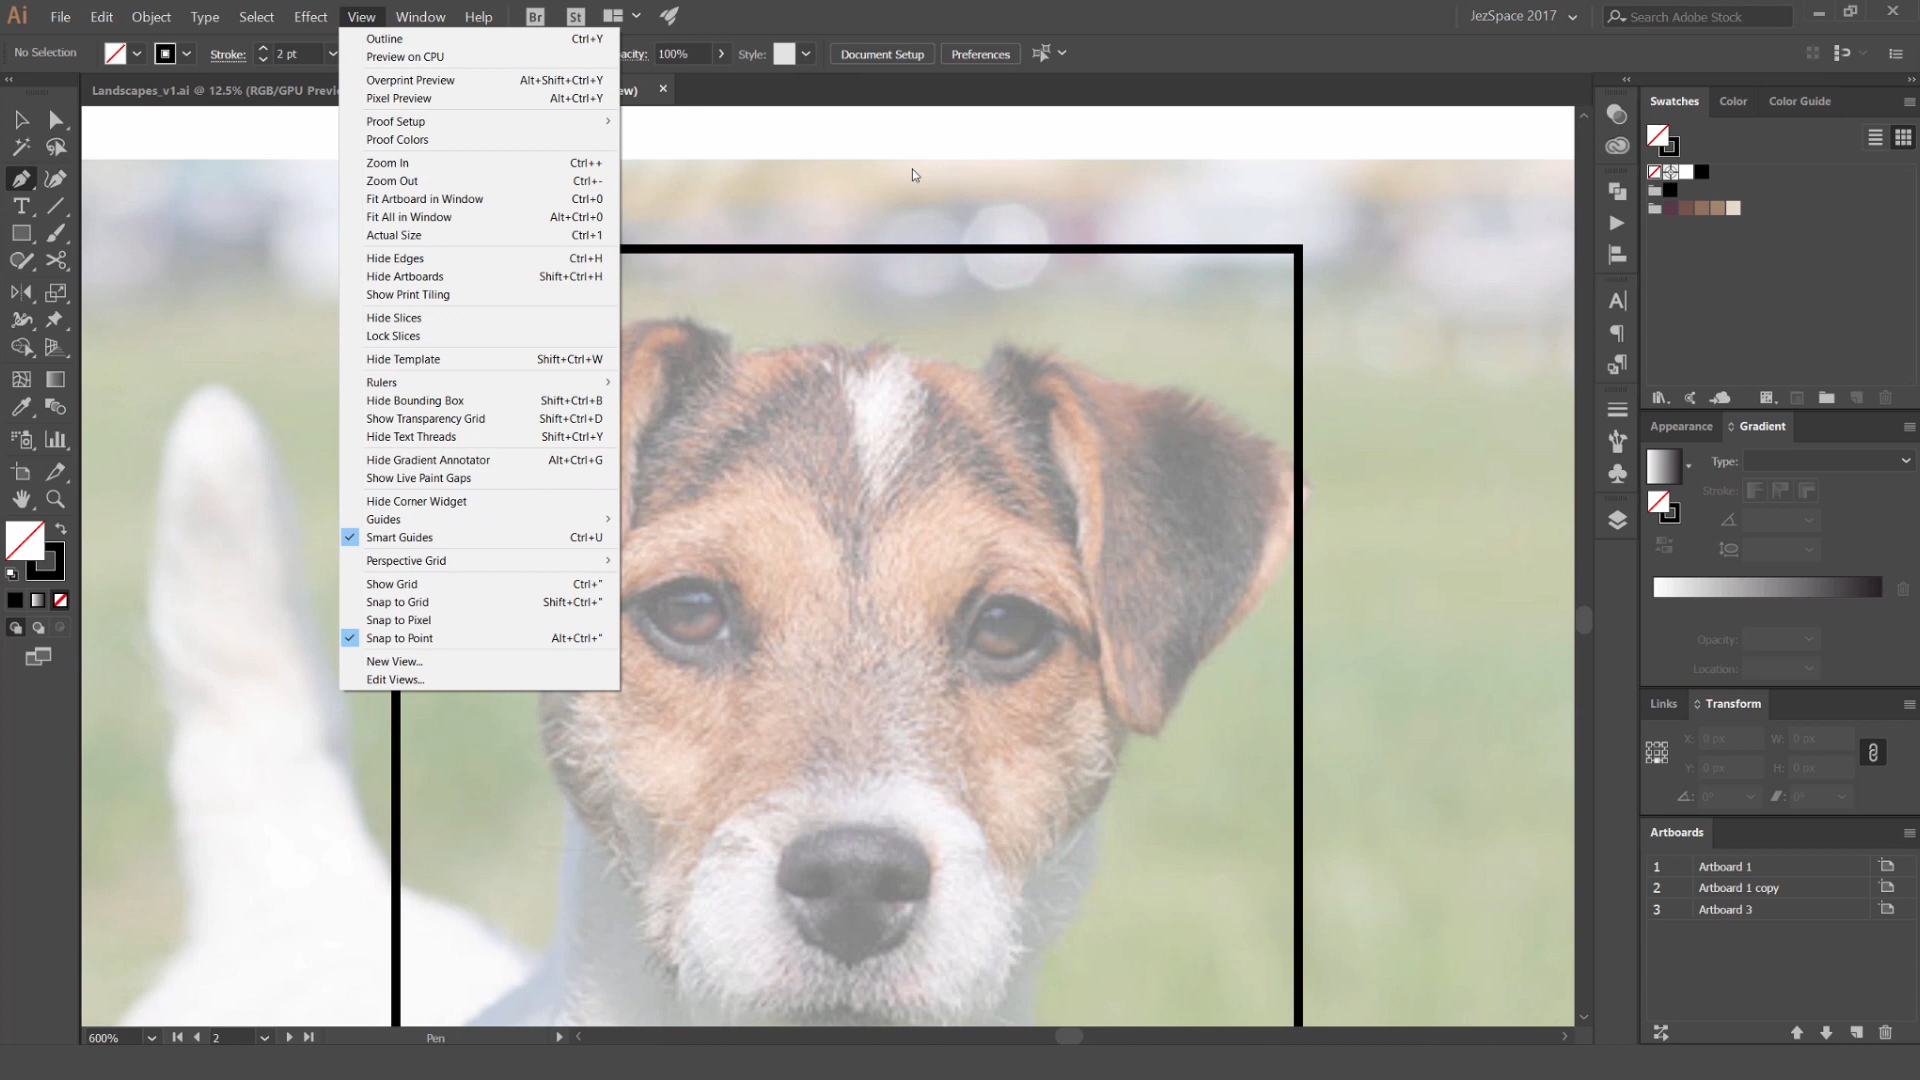 Ai File Edit Object Type Select Effect View Window Help Br St JezSpace 2017 Search Adobe Stock
No Selection Stroke: 2 pt acity: 100% Style: Document Setup Preferences
Landscapes_v1.ai @ 12.5% (RGB/GPU Previe ew)
Outline Ctrl+Y
Preview on CPU
Overprint Preview Alt+Shift+Ctrl+Y
Pixel Preview Alt+Ctrl+Y
Proof Setup
Proof Colors
Zoom In Ctrl++
Zoom Out Ctrl+-
Fit Artboard in Window Ctrl+0
Fit All in Window Alt+Ctrl+0
Actual Size Ctrl+1
Hide Edges Ctrl+H
Hide Artboards Shift+Ctrl+H
Show Print Tiling
Hide Slices
Lock Slices
Hide Template Shift+Ctrl+W
Rulers
Hide Bounding Box Shift+Ctrl+B
Show Transparency Grid Shift+Ctrl+D
Hide Text Threads Shift+Ctrl+Y
Hide Gradient Annotator Alt+Ctrl+G
Show Live Paint Gaps
Hide Corner Widget
Guides
Smart Guides Ctrl+U
Perspective Grid
Show Grid Ctrl+"
Snap to Grid Shift+Ctrl+"
Snap to Pixel
Snap to Point Alt+Ctrl+"
New View...
Edit Views...
Swatches Color Color Guide
Appearance Gradient
Type:
Stroke:
Opacity:
Location:
Links Transform
X: 0 px W: 0 px
Y: 0 px H: 0 px
0° 0°
Artboards
1 Artboard 1
2 Artboard 1 copy
3 Artboard 3
600% 2 Pen